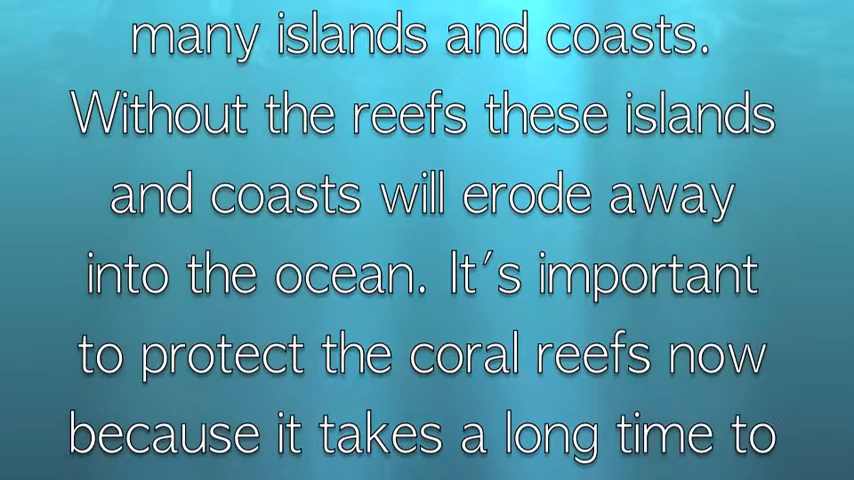 many islands and coasts.
Without the reefs these islands
and coasts will erode away
into the ocean. It's important
to protect the coral reefs now
because it takes a long time to